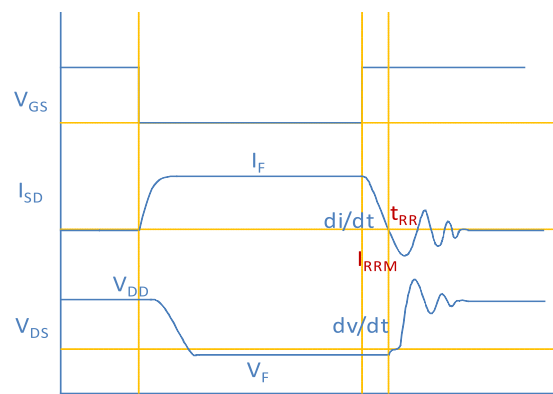 VGS
IF
ISD
di/dt
tRR
IRRM
VDD
VDS
dv/dt
VF